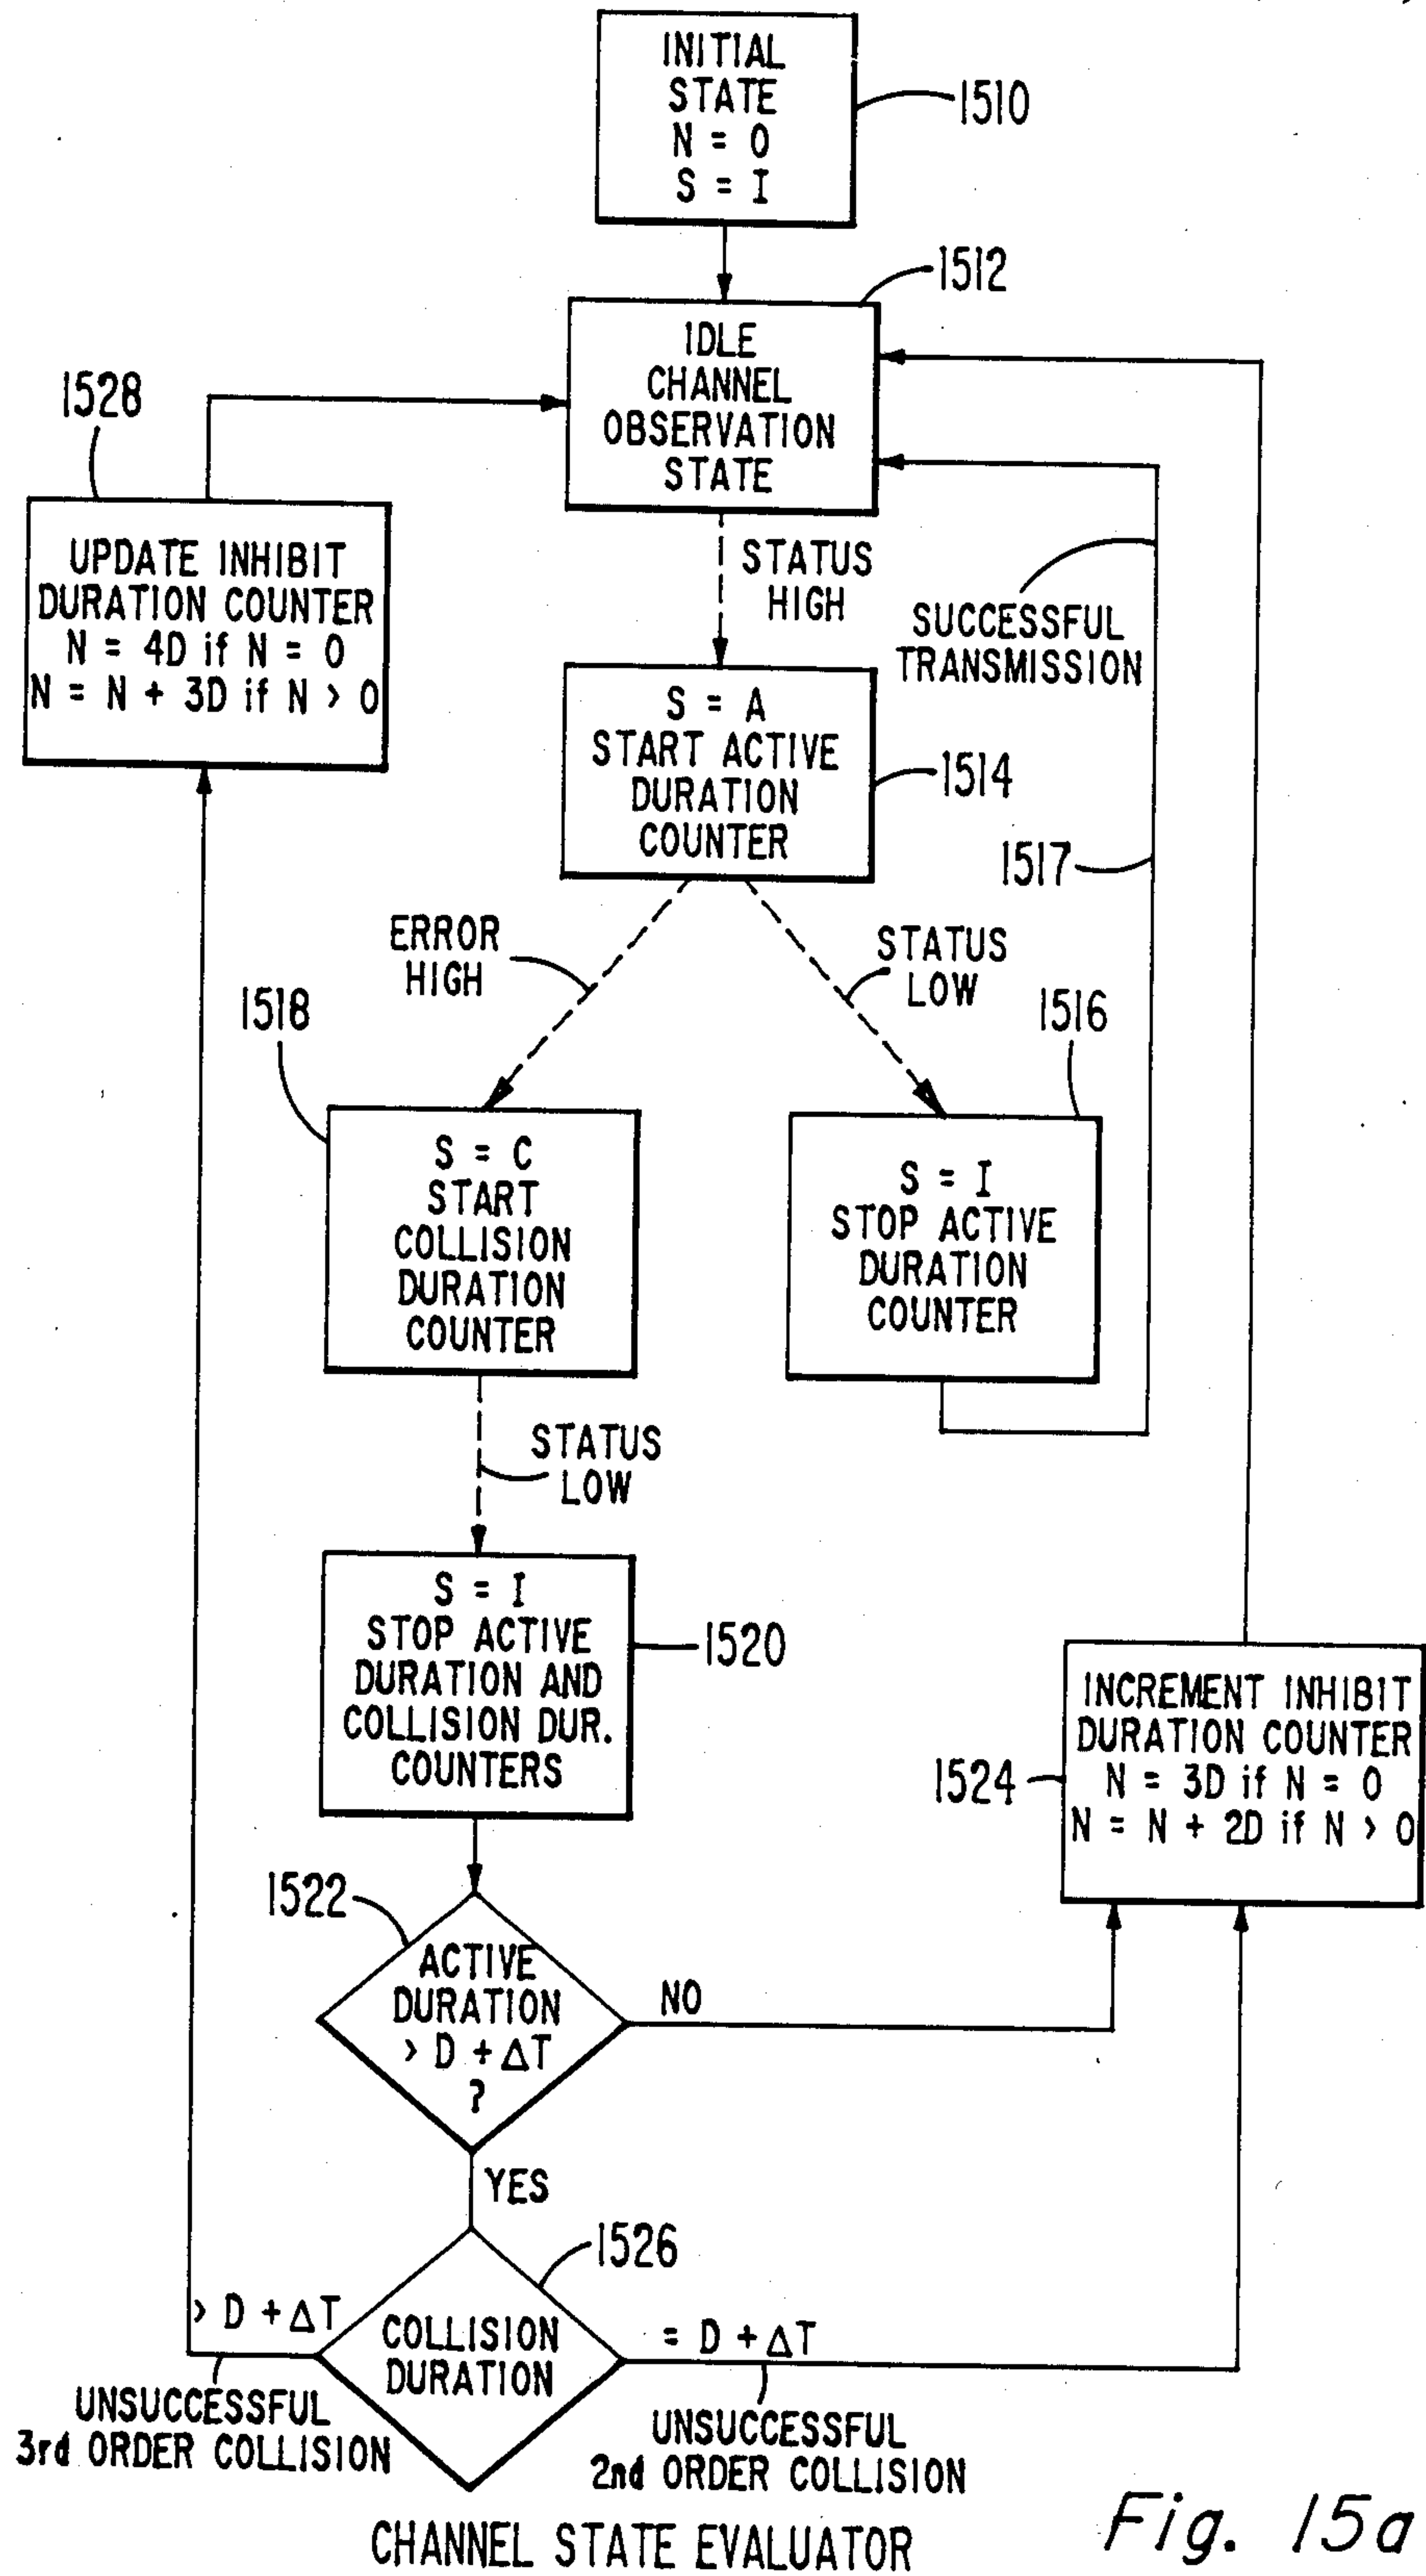 INITIAL
STATE
N = 0
S = I
1510
1512
IDLE
CHANNEL
OBSERVATION
STATE
1528
UPDATE INHIBIT
DURATION COUNTER
N = 4D if N = 0
N = N + 3D if N > 0
STATUS
HIGH
SUCCESSFUL
TRANSMISSION
S = A
START ACTIVE
DURATION
COUNTER
1514
1517
ERROR
HIGH
STATUS
LOW
1518
1516
S = C
START
COLLISION
DURATION
COUNTER
S = I
STOP ACTIVE
DURATION
COUNTER
STATUS
LOW
S = I
STOP ACTIVE
DURATION AND
COLLISION DUR.
COUNTERS
1520
INCREMENT INHIBIT
DURATION COUNTER
N = 3D if N = 0
N = N + 2D if N > 0
1524
1522
ACTIVE
DURATION
> D + ΔT
?
NO
YES
1526
COLLISION
DURATION
> D + ΔT
= D + ΔT
UNSUCCESSFUL
3rd ORDER COLLISION
UNSUCCESSFUL
2nd ORDER COLLISION
CHANNEL STATE EVALUATOR
Fig. 15a